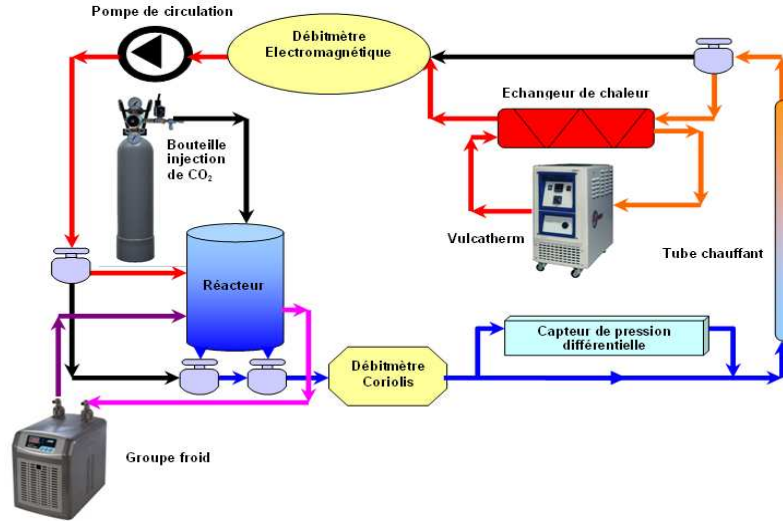 Pompe de circulation
Débitmètre
Electromagnétique
Echangeur de chaleur
Bouteille
injection
de CO₂
Vulcatherm
Tube chauffant
Réacteur
Capteur de pression
différentielle
Débitmètre
Coriolis
Groupe froid